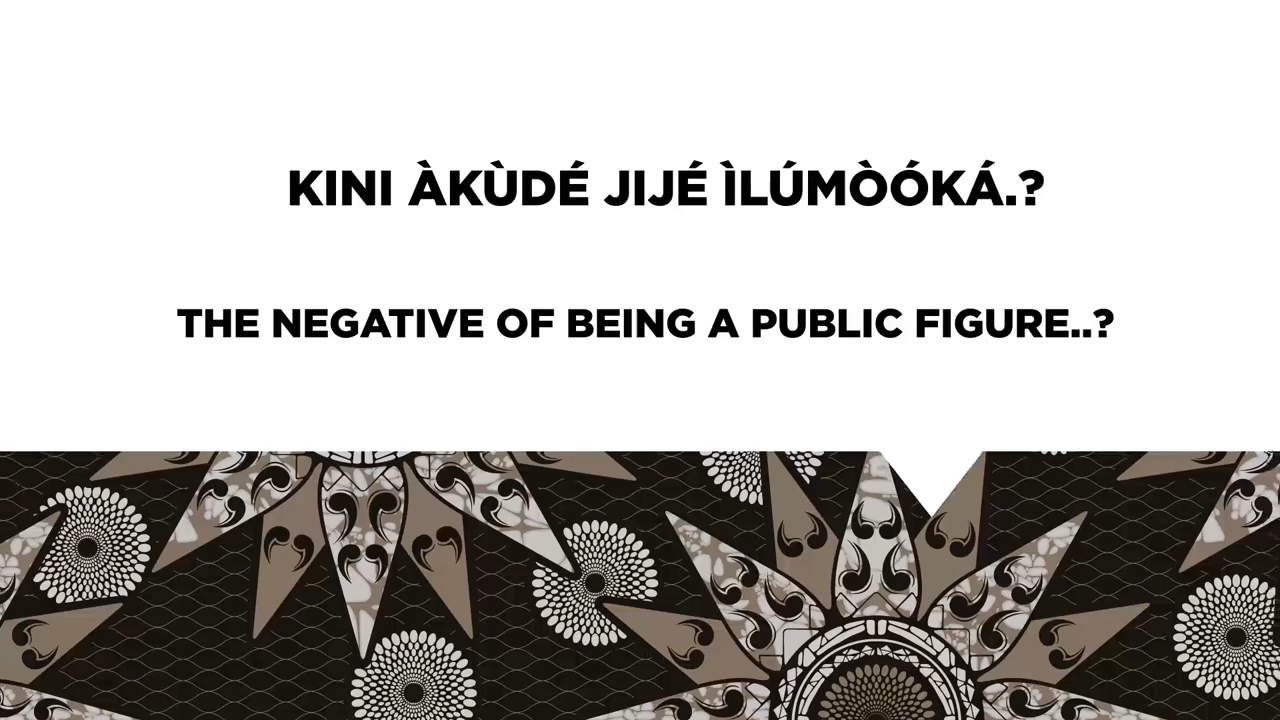 KINI ÀKÙDÉ JIJÉ ÌLÚMÒÓKÁ.?
THE NEGATIVE OF BEING A PUBLIC FIGURE..?